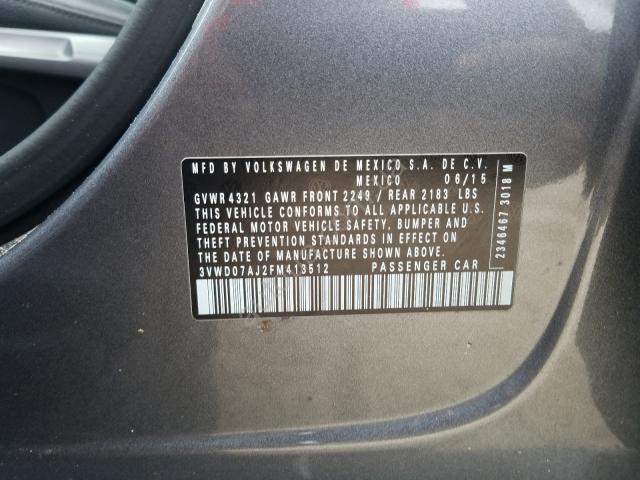 MFD BY VOLKSWAGEN DE MEXICO S.A. DE C.V.
MEXICO 06/15
GVWR 4321 GAWR FRONT 2249 / REAR 2183 LBS
THIS VEHICLE CONFORMS TO ALL APPLICABLE U.S.
FEDERAL MOTOR VEHICLE SAFETY, BUMPER AND
THEFT PREVENTION STANDARDS IN EFFECT ON
THE DATE OF MANUFACTURE SHOWN ABOVE.
3VWD07AJ2FM413512 PASSENGER CAR
2346467 3018 M